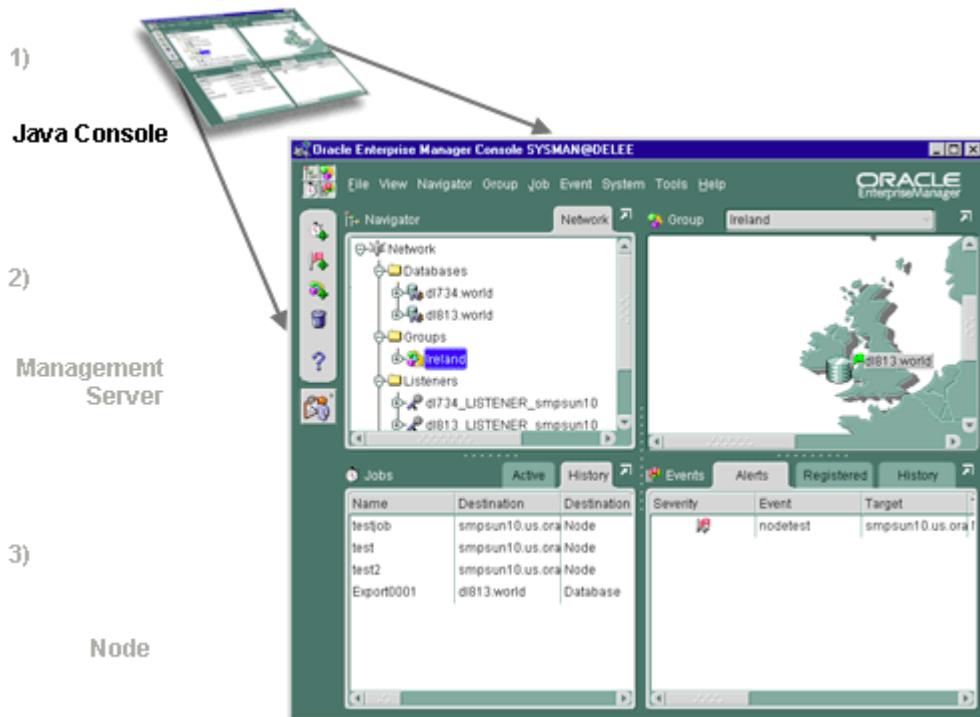 1)
Java Console
2)
Management
Server
3)
Node
Oracle Enterprise Manager Console SYSMAN@DELEE
File View Navigator Group Job Event System Tools Help
ORACLE
EnterpriseManager
Navigator
Network
Network
Databases
dl734.world
dl813.world
Groups
Ireland
Listeners
dl734_LISTENER_smpsun10
dl813_LISTENER_smpsun10
Group
Ireland
dl813.world
Jobs
Active
History
Name Destination Destination
testjob smpsun10.us.ora Node
test smpsun10.us.ora Node
test2 smpsun10.us.ora Node
Export0001 dl813.world Database
Events
Alerts
Registered
History
Severity Event Target
nodetest smpsun10.us.ora
?